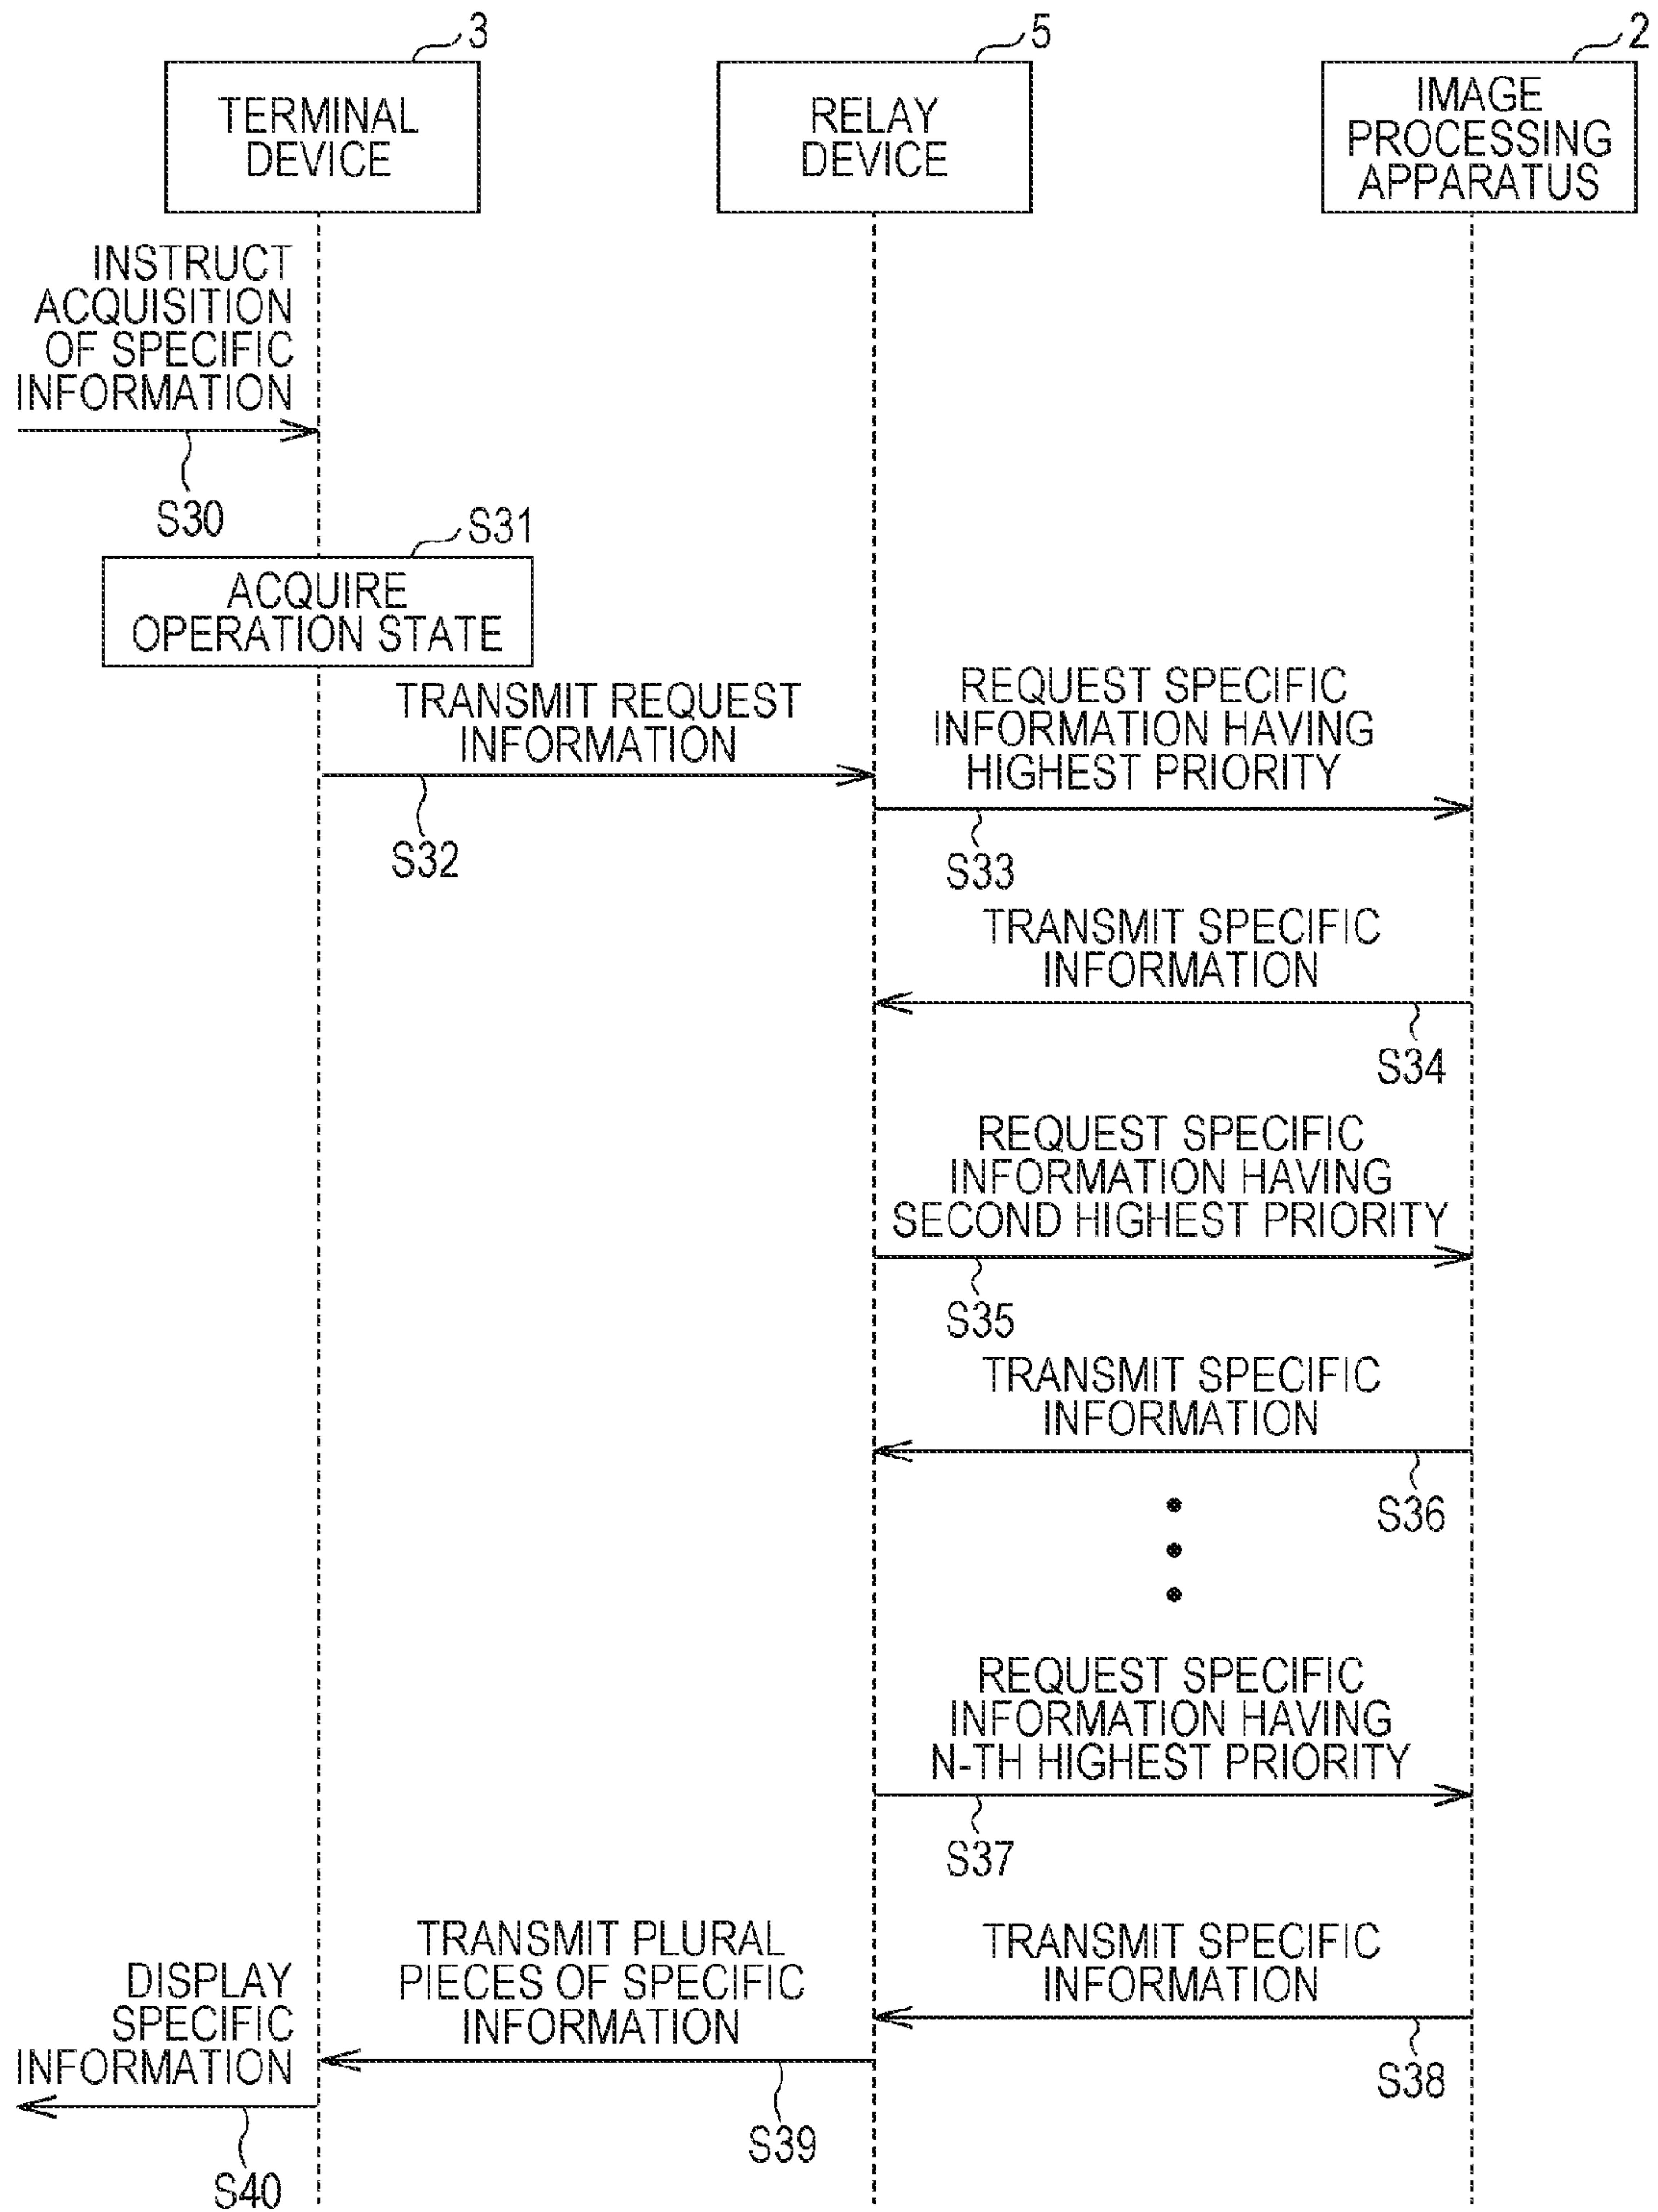 3
5
2
TERMINAL
DEVICE
RELAY
DEVICE
IMAGE
PROCESSING
APPARATUS
INSTRUCT
ACQUISITION
OF SPECIFIC
INFORMATION
S30
S31
ACQUIRE
OPERATION STATE
TRANSMIT REQUEST
INFORMATION
S32
REQUEST SPECIFIC
INFORMATION HAVING
HIGHEST PRIORITY
S33
TRANSMIT SPECIFIC
INFORMATION
S34
REQUEST SPECIFIC
INFORMATION HAVING
SECOND HIGHEST PRIORITY
S35
TRANSMIT SPECIFIC
INFORMATION
S36
REQUEST SPECIFIC
INFORMATION HAVING
N-TH HIGHEST PRIORITY
S37
TRANSMIT SPECIFIC
INFORMATION
S38
TRANSMIT PLURAL
PIECES OF SPECIFIC
INFORMATION
S39
DISPLAY
SPECIFIC
INFORMATION
S40